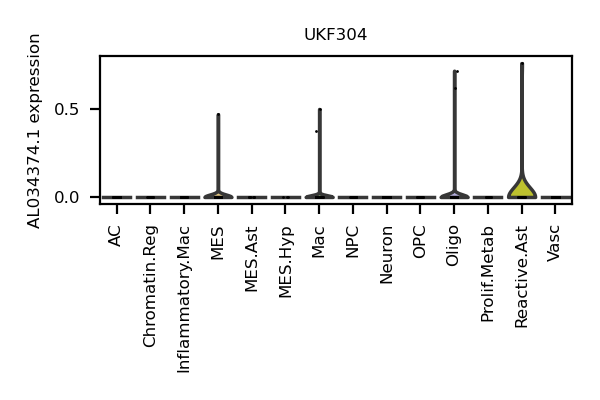 UKF304
AL034374.1 expression
0.5
0.0
AC
Chromatin.Reg
Inflammatory.Mac
MES
MES.Ast
MES.Hyp
Mac
NPC
Neuron
OPC
Oligo
Prolif.Metab
Reactive.Ast
Vasc